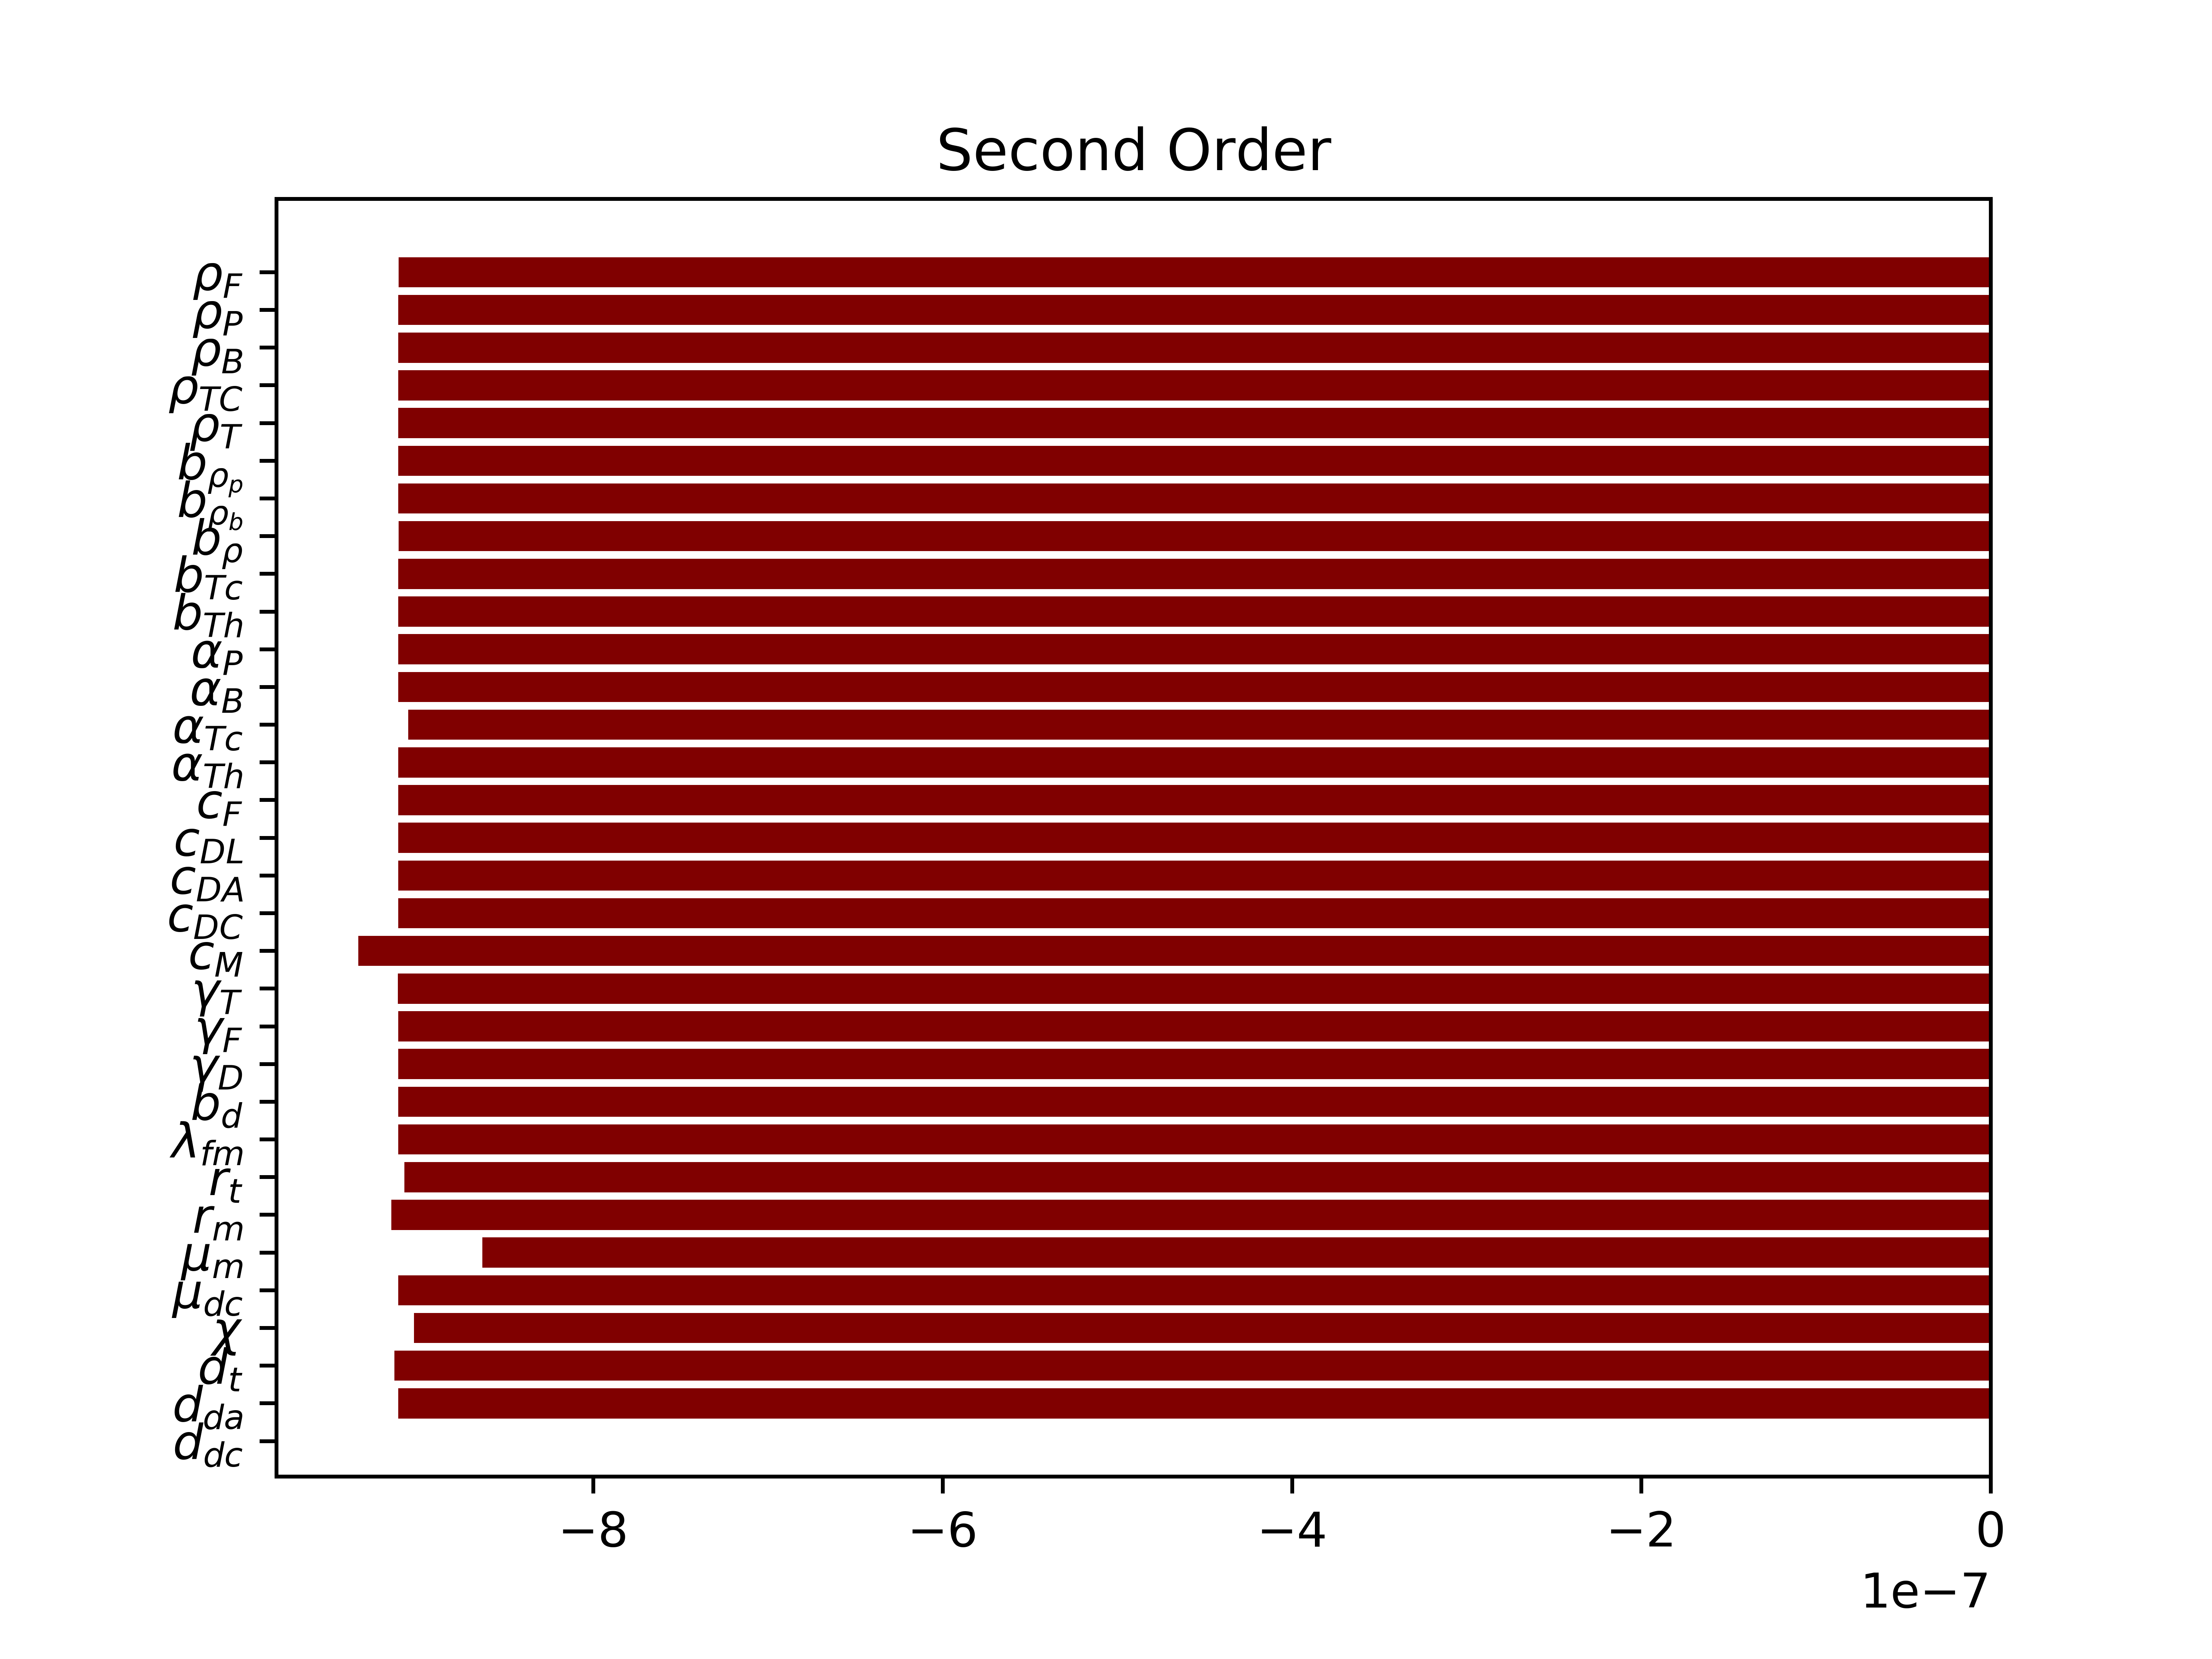 Second Order
ρ_F
ρ_P
ρ_B
ρ_TC
ρ_T
b_ρ_p
b_ρ_b
b_ρ
b_Tc
b_Th
α_P
α_B
α_Tc
α_Th
c_F
c_DL
c_DA
c_DC
c_M
γ_T
γ_F
γ_D
b_d
λ_fm
r_t
r_m
μ_m
μ_dc
χ
d_t
d_da
d_dc
−8 −6 −4 −2 0
1e−7